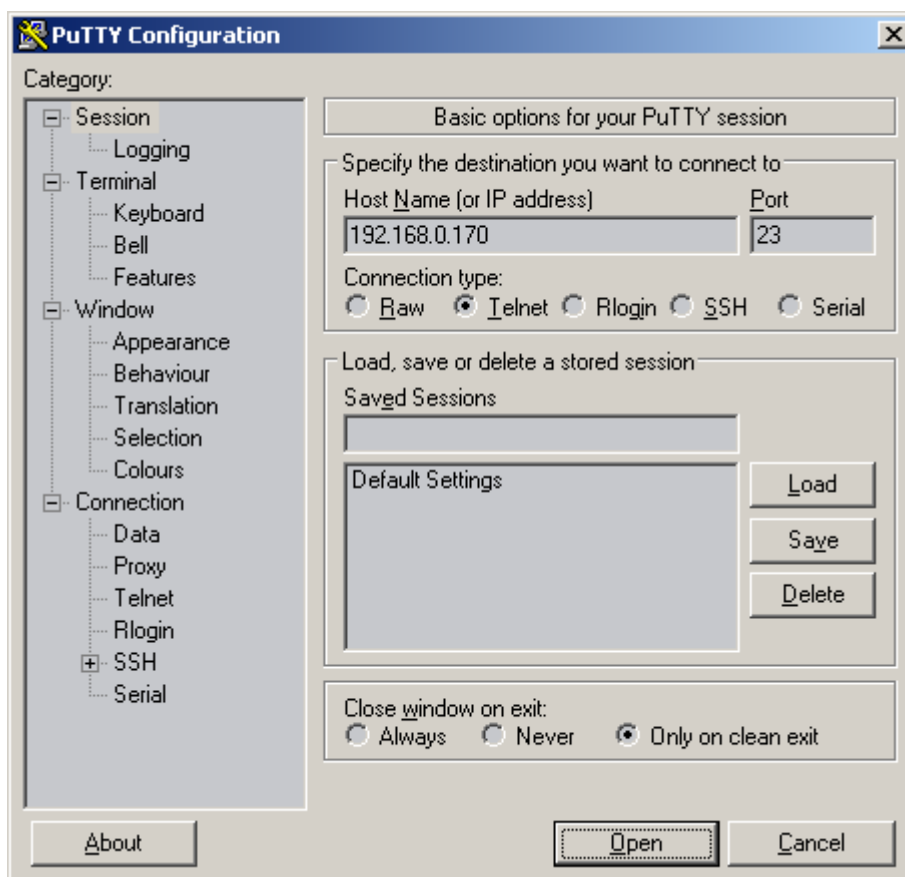 PuTTY Configuration
Category:
Session
Logging
Terminal
Keyboard
Bell
Features
Window
Appearance
Behaviour
Translation
Selection
Colours
Connection
Data
Proxy
Telnet
Rlogin
SSH
Serial
Basic options for your PuTTY session
Specify the destination you want to connect to
Host Name (or IP address) Port
192.168.0.170 23
Connection type:
Raw Telnet Rlogin SSH Serial
Load, save or delete a stored session
Saved Sessions
Default Settings
Load
Save
Delete
Close window on exit:
Always Never Only on clean exit
About Open Cancel